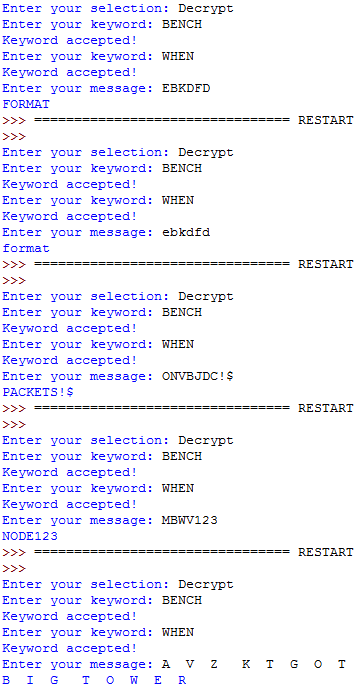 Enter your selection: Decrypt
Enter your keyword: BENCH
Keyword accepted!
Enter your keyword: WHEN
Keyword accepted!
Enter your message: EBKDFD
FORMAT
>>> ================================ RESTART
>>>
Enter your selection: Decrypt
Enter your keyword: BENCH
Keyword accepted!
Enter your keyword: WHEN
Keyword accepted!
Enter your message: ebkdfd
format
>>> ================================ RESTART
>>>
Enter your selection: Decrypt
Enter your keyword: BENCH
Keyword accepted!
Enter your keyword: WHEN
Keyword accepted!
Enter your message: ONVBJDC!$
PACKETS!$
>>> ================================ RESTART
>>>
Enter your selection: Decrypt
Enter your keyword: BENCH
Keyword accepted!
Enter your keyword: WHEN
Keyword accepted!
Enter your message: MBWV123
NODE123
>>> ================================ RESTART
>>>
Enter your selection: Decrypt
Enter your keyword: BENCH
Keyword accepted!
Enter your keyword: WHEN
Keyword accepted!
Enter your message: A V Z  K T G O T
B I G  T O W E R